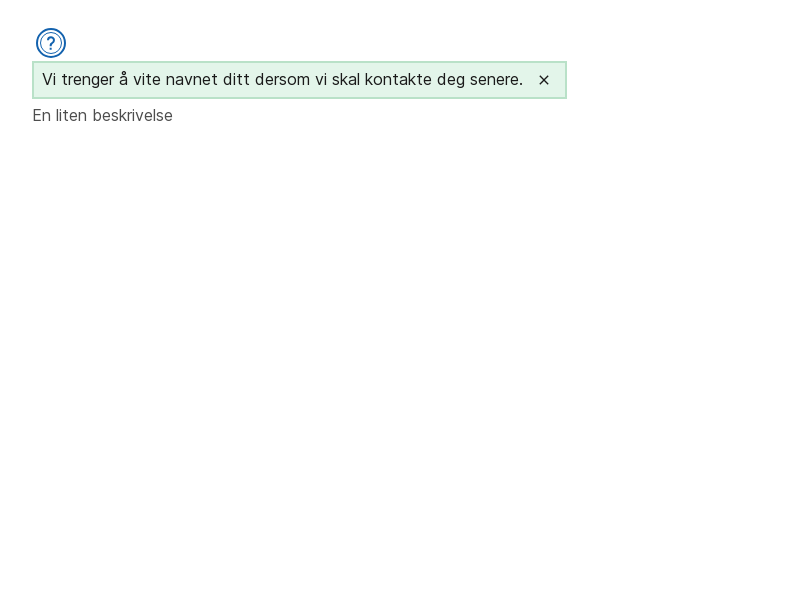 ?
Vi trenger å vite navnet ditt dersom vi skal kontakte deg senere. ×
En liten beskrivelse